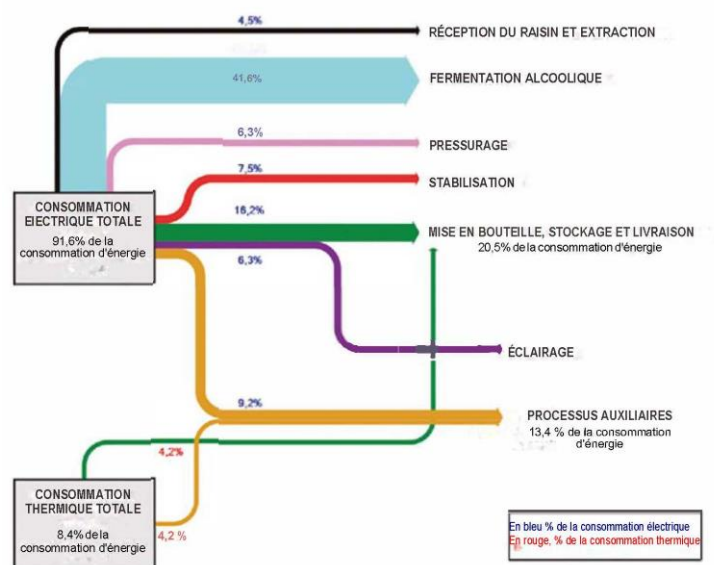 4,5%
RÉCEPTION DU RAISIN ET EXTRACTION
41,6%
FERMENTATION ALCOOLIQUE
6,3%
PRESSURAGE
7,5%
STABILISATION
CONSOMMATION
ElECTRIQUE TOTALE
91,6% de la
consommation d'énergie
16,2%
MISE EN BOUTEILLE, STOCKAGE ET LIVRAISON
20,5% de la consommation d'énergie
6,3%
ÉCLAIRAGE
9,2%
PROCESSUS AUXILIAIRES
13,4 % de la consommation
d'énergie
4,2%
CONSOMMATION
THERMIQUE TOTALE
8,4% de la
consommation d'énergie
4,2 %
En bleu % de la consommation électrique
En rouge, % de la consommation thermique